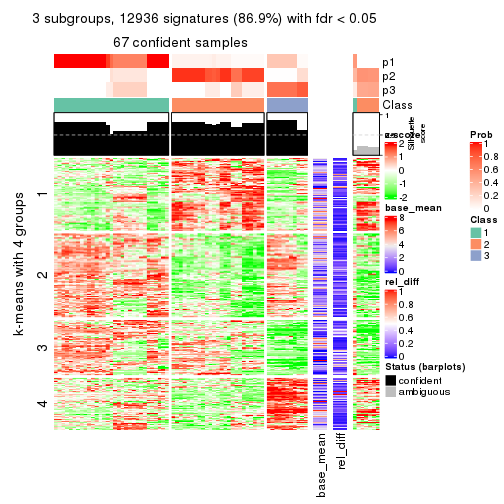 3 subgroups, 12936 signatures (86.9%) with fdr < 0.05
67 confident samples
p1
p2
p3
Class
1
Silhouette
score
z-score
2
1
0
-1
-2
base_mean
8
6
4
2
0
rel_diff
1
0.8
0.6
0.4
0.2
0
Status (barplots)
confident
ambiguous
Prob
1
0.8
0.6
0.4
0.2
0
Class
1
2
3
k-means with 4 groups
1
2
3
4
base_mean
rel_diff